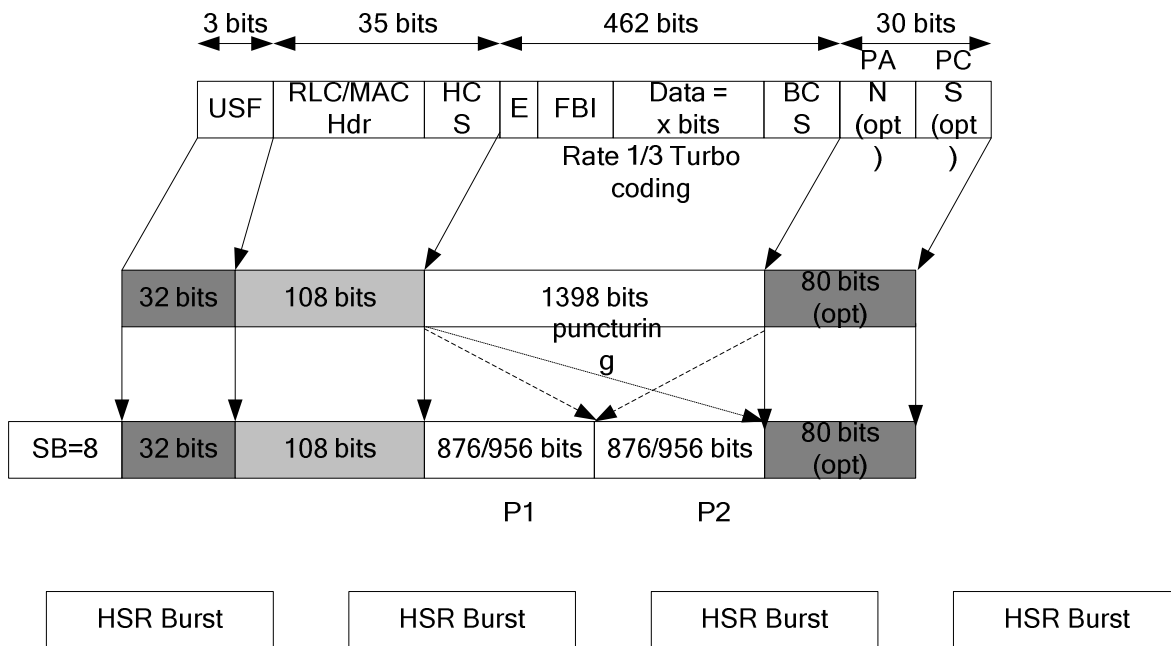 3 bits
35 bits
462 bits
30 bits
USF
RLC/MAC
Hdr
HC
S
E
FBI
Data =
x bits
BC
S
PA
N
(opt
)
PC
S
(opt
)
Rate 1/3 Turbo
coding
32 bits
108 bits
1398 bits
80 bits
(opt)
puncturin
g
SB=8
32 bits
108 bits
876/956 bits
876/956 bits
80 bits
(opt)
P1
P2
HSR Burst
HSR Burst
HSR Burst
HSR Burst